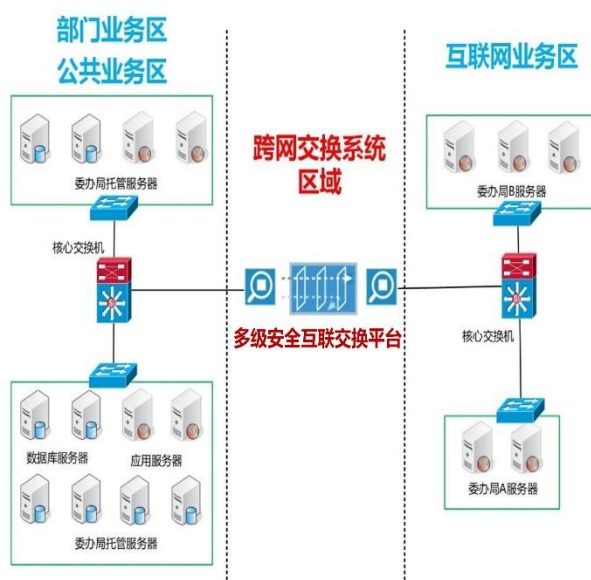 部门业务区
公共业务区
互联网业务区
跨网交换系统
区域
委办局托管服务器
委办局B服务器
核心交换机
多级安全互联交换平台
核心交换机
数据库服务器
应用服务器
委办局托管服务器
委办局A服务器